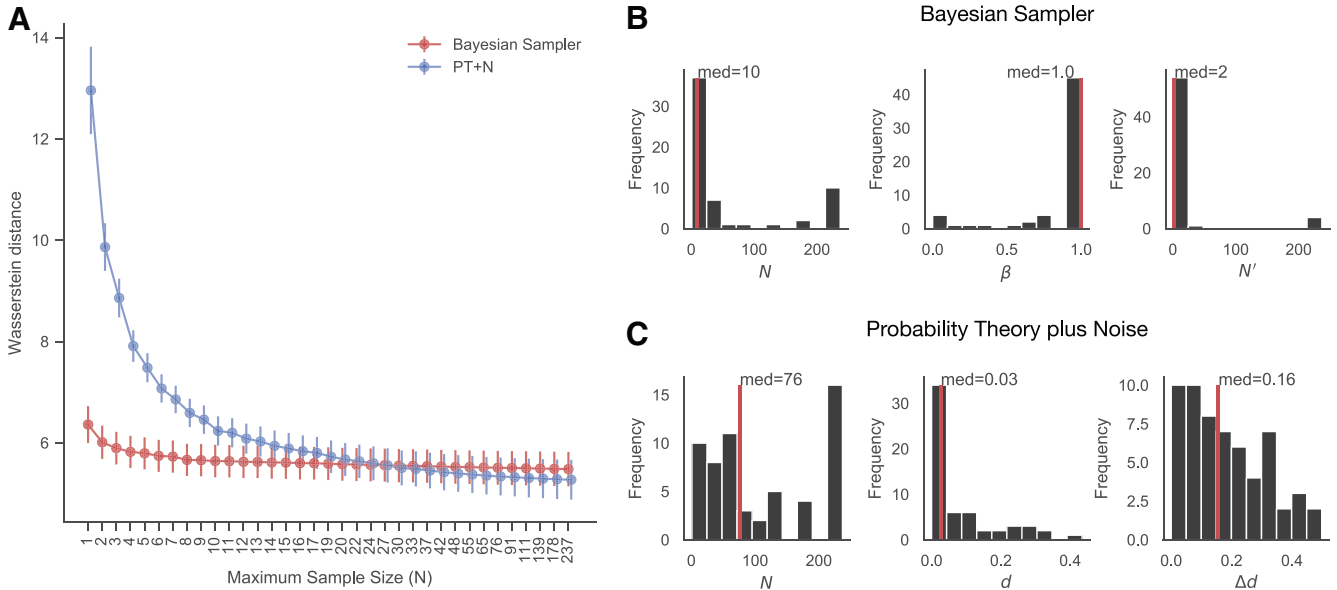 A
14
12
10
8
6
Wasserstein distance
Bayesian Sampler
PT+N
1 2 3 4 5 6 7 8 9 10 11 12 13 14 15 16 17 19 20 22 24 27 30 33 37 42 48 55 65 76 91 111 139 178 237
Maximum Sample Size (N)
B
Bayesian Sampler
med=10
30
20
10
0
Frequency
0 100 200
N
med=1.0
40
30
20
10
0
Frequency
0.0 0.5 1.0
β
med=2
40
20
0
Frequency
0 100 200
N′
C
Probability Theory plus Noise
med=76
15
10
5
0
Frequency
0 100 200
N
med=0.03
30
20
10
0
Frequency
0.0 0.2 0.4
d
med=0.16
10.0
7.5
5.0
2.5
0.0
Frequency
0.0 0.2 0.4
Δd